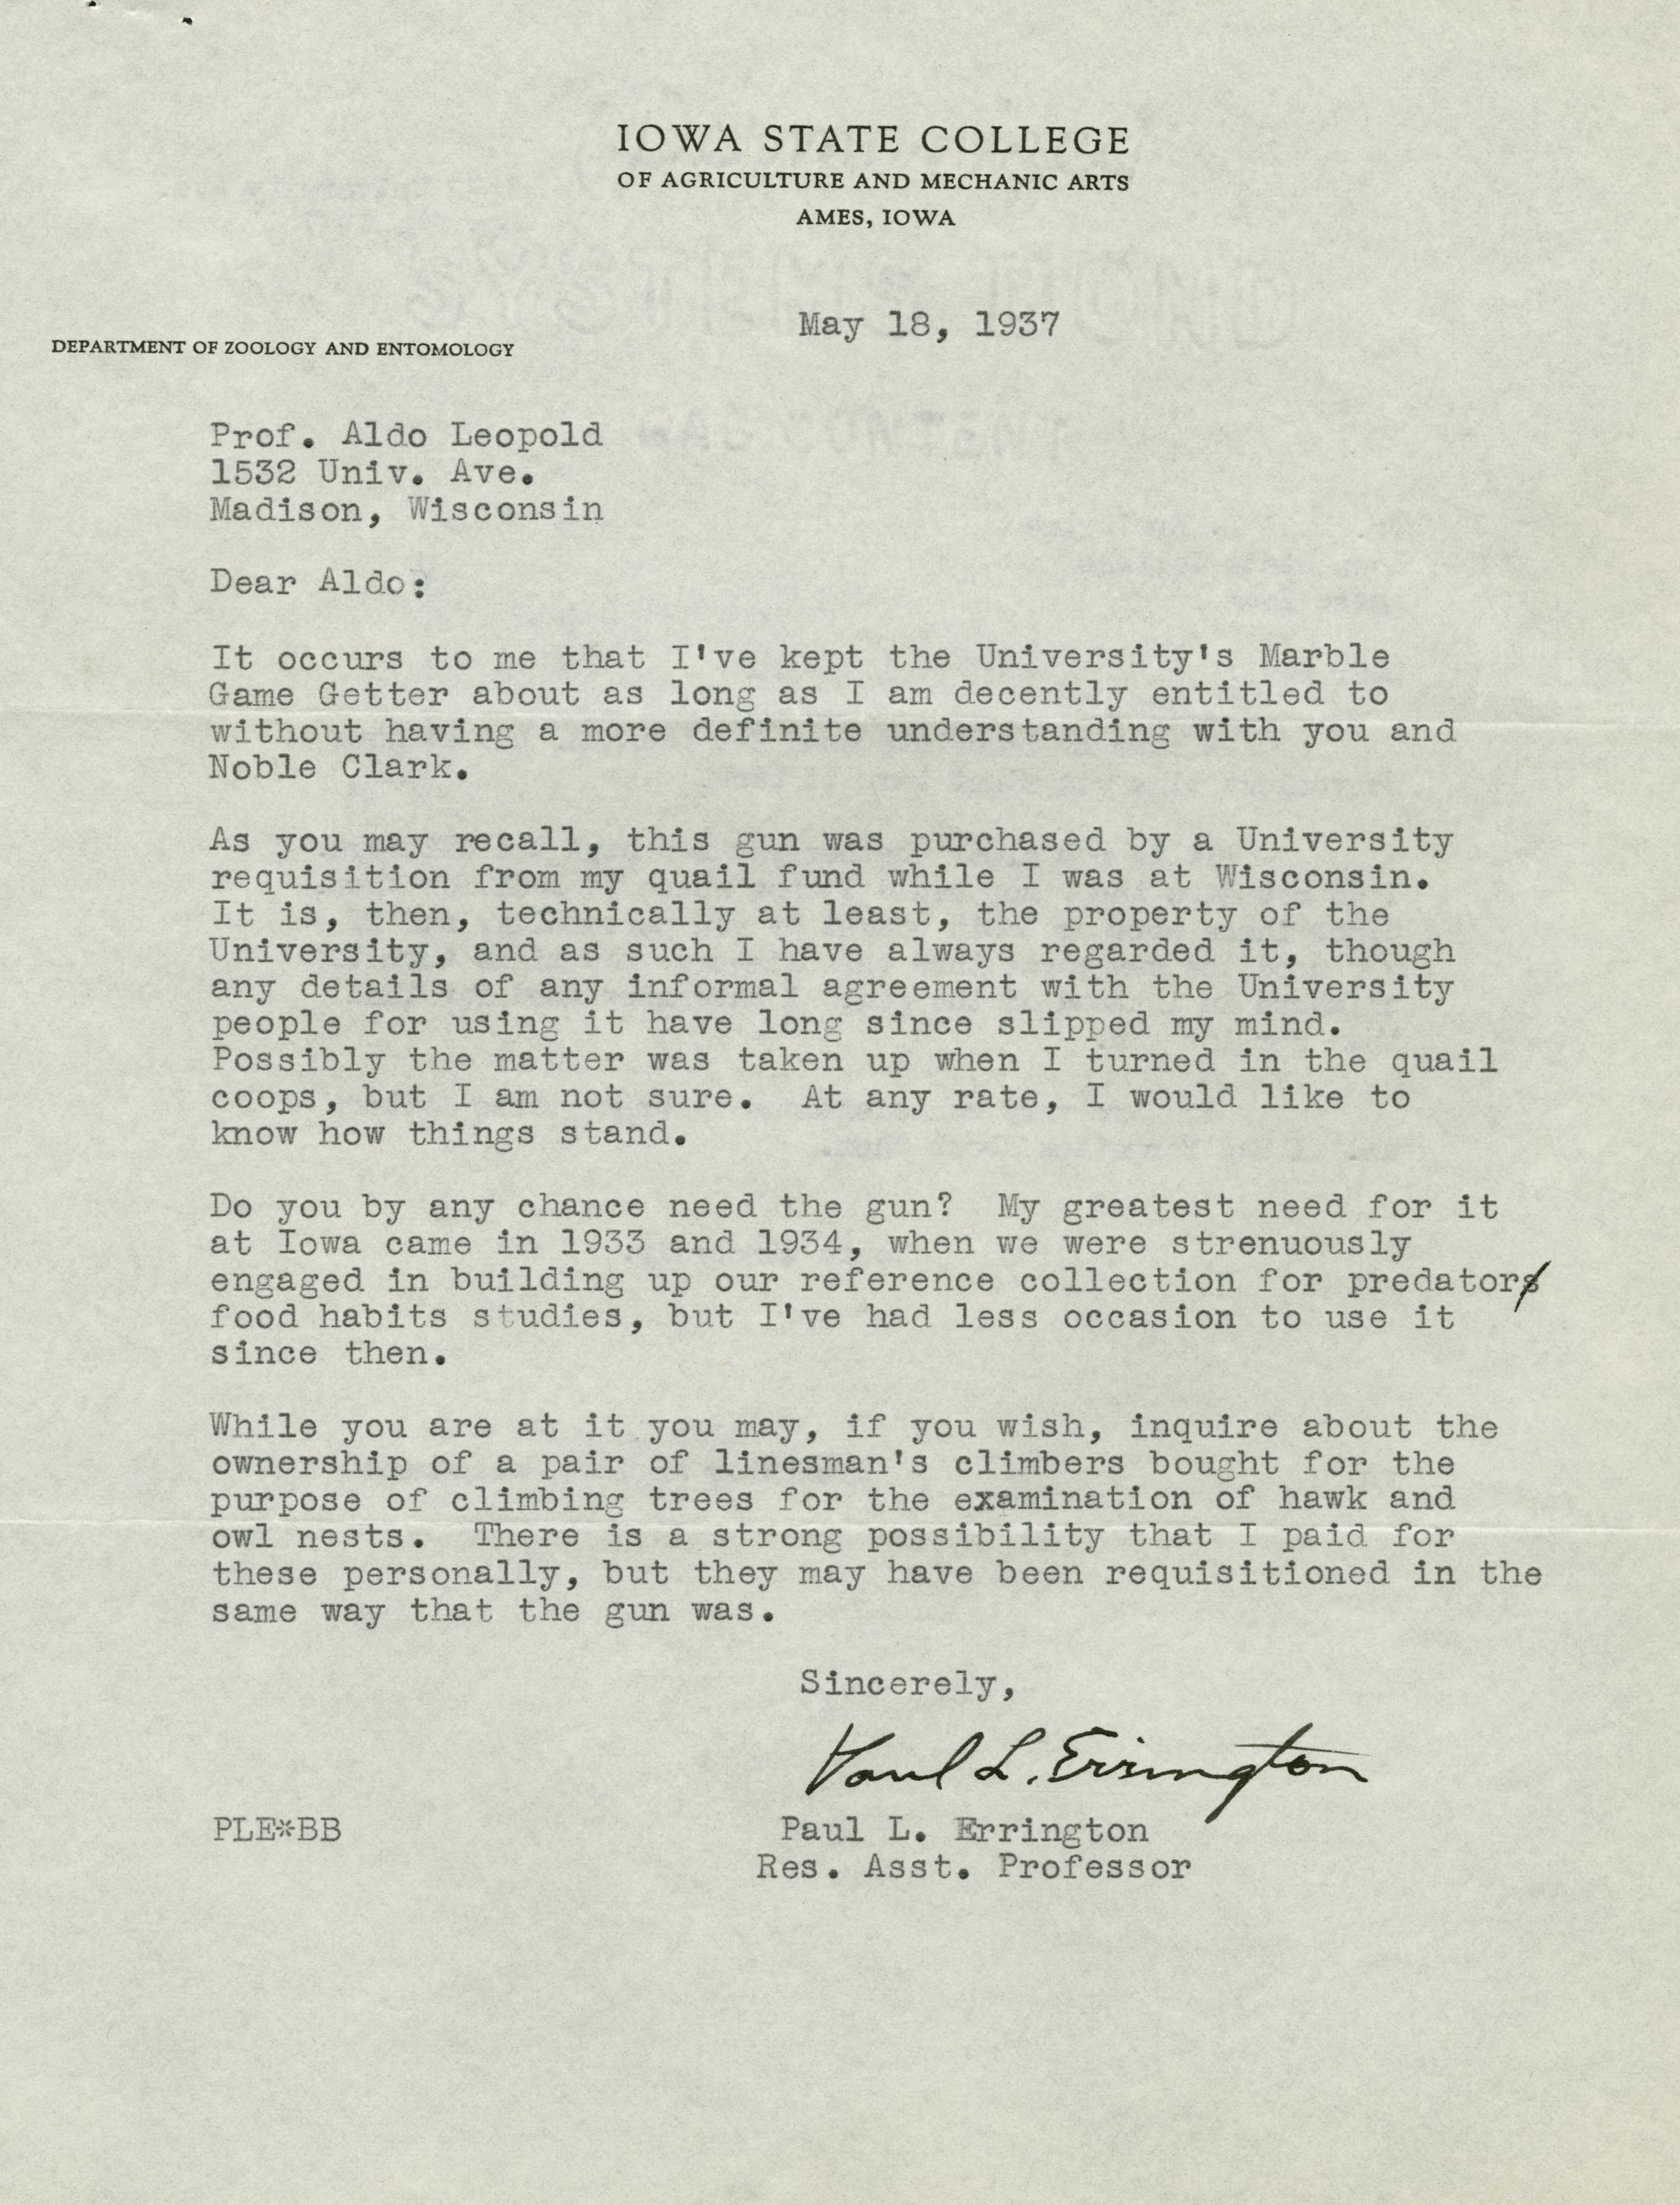 IOWA STATE COLLEGE
OF AGRICULTURE AND MECHANIC ARTS
AMES, IOWA
May 18, 1937
DEPARTMENT OF ZOOLOGY AND ENTOMOLOGY
Prof. Aldo Leopold
1532 Univ. Ave.
Madison, Wisconsin
Dear Aldo:
It occurs to me that I've kept the University's Marble
Game Getter about as long as I am decently entitled to
without having a more definite understanding with you and
Noble Clark.
As you may recall, this gun was purchased by a University
requisition from my quail fund while I was at Wisconsin.
It is, then, technically at least, the property of the
University, and as such I have always regarded it, though
any details of any informal agreement with the University
people for using it have long since slipped my mind.
Possibly the matter was taken up when I turned in the quail
coops, but I am not sure.  At any rate, I would like to
know how things stand.
Do you by any chance need the gun?  My greatest need for it
at Iowa came in 1933 and 1934, when we were strenuously
engaged in building up our reference collection for predator
food habits studies, but I've had less occasion to use it
since then.
While you are at it you may, if you wish, inquire about the
ownership of a pair of linesman's climbers bought for the
purpose of climbing trees for the examination of hawk and
owl nests.  There is a strong possibility that I paid for
these personally, but they may have been requisitioned in the
same way that the gun was.
Sincerely,
Paul L. Errington
PLE*BB
Paul L. Errington
Res. Asst. Professor